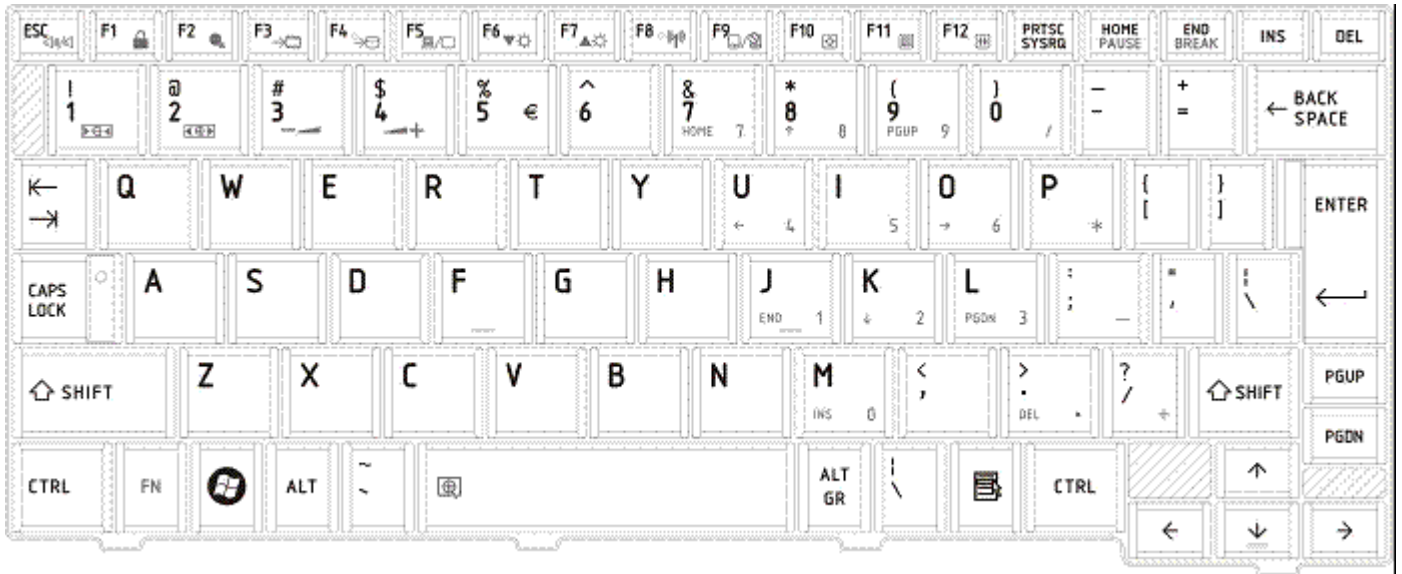 ESC F1 F2 F3 F4 F5 F6 F7 F8 F9 F10 F11 F12 PRTSC HOME END INS DEL
SYSRQ PAUSE BREAK
! @ # $ % ^ & * ( ) _ +
1 2 3 4 5 € 6 7 8 9 0 - = ← BACK SPACE
HOME 7 ↑ 8 PGUP 9 /
Q W E R T Y U I O P { } ENTER
[ ]
← 4 5 → 6 *
CAPS LOCK A S D F G H J K L : " ¦
; ' \
END 1 ↓ 2 PGDN 3 –
SHIFT Z X C V B N M < > ? SHIFT PGUP
, . /
INS 0 DEL . ÷
PGDN
CTRL FN ALT ~ ALT GR | CTRL ↑
` \
← ↓ →